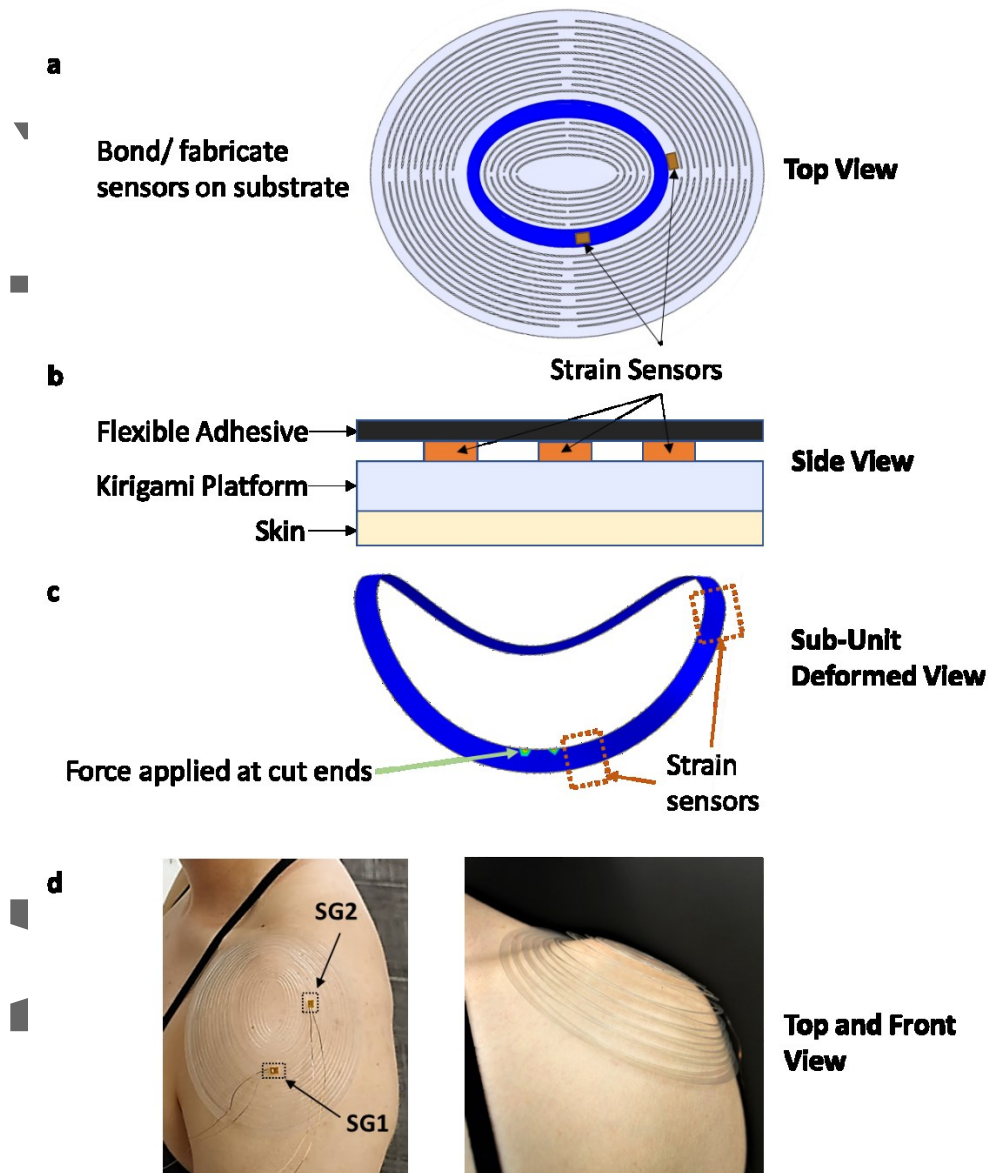 a
Bond/ fabricate
sensors on substrate
Top View
Strain Sensors
b
Flexible Adhesive
Kirigami Platform
Skin
Side View
c
Sub-Unit
Deformed View
Force applied at cut ends
Strain
sensors
d
SG2
SG1
Top and Front
View